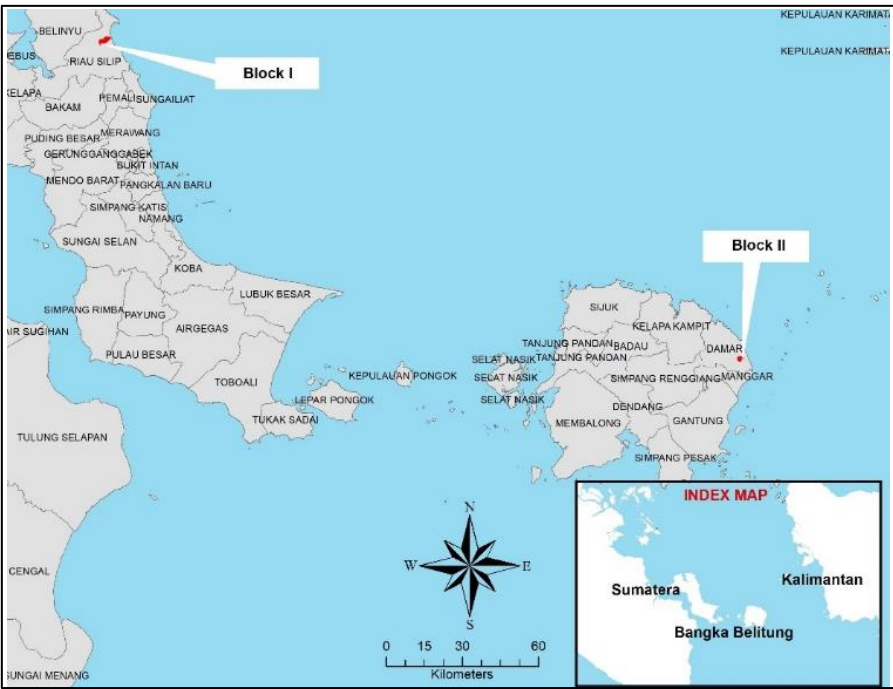 BELINYU
KEPULAUAN KARIMATA
EBUS
RIAU SILIP
KEPULAUAN KARIMATA
Block I
KELAPA
BAKAM
PEMALI
SUNGAILIAT
PUDING BESAR
MERAWANG
GERUNGGANG
GABEK
BUKIT INTAN
MENDO BARAT
PANGKALAN BARU
SIMPANG KATIS
NAMANG
SUNGAI SELAN
KOBA
LUBUK BESAR
SIMPANG RIMBA
PAYUNG
AIRGEGAS
AIR SUGIHAN
PULAU BESAR
TOBOALI
KEPULAUAN PONGOK
LEPAR PONGOK
TUKAK SADAI
TULUNG SELAPAN
CENGAL
SUNGAI MENANG
Block II
SIJUK
KELAPA KAMPIT
TANJUNG PANDAN
BADAU
DAMAR
SELAT NASIK
TANJUNG PANDAN
SELAT NASIK
SIMPANG RENGGIANG
MANGGAR
SELAT NASIK
DENDANG
MEMBALONG
GANTUNG
SIMPANG PESAK
N
W
E
S
0 15 30 60
Kilometers
INDEX MAP
Sumatera
Kalimantan
Bangka Belitung